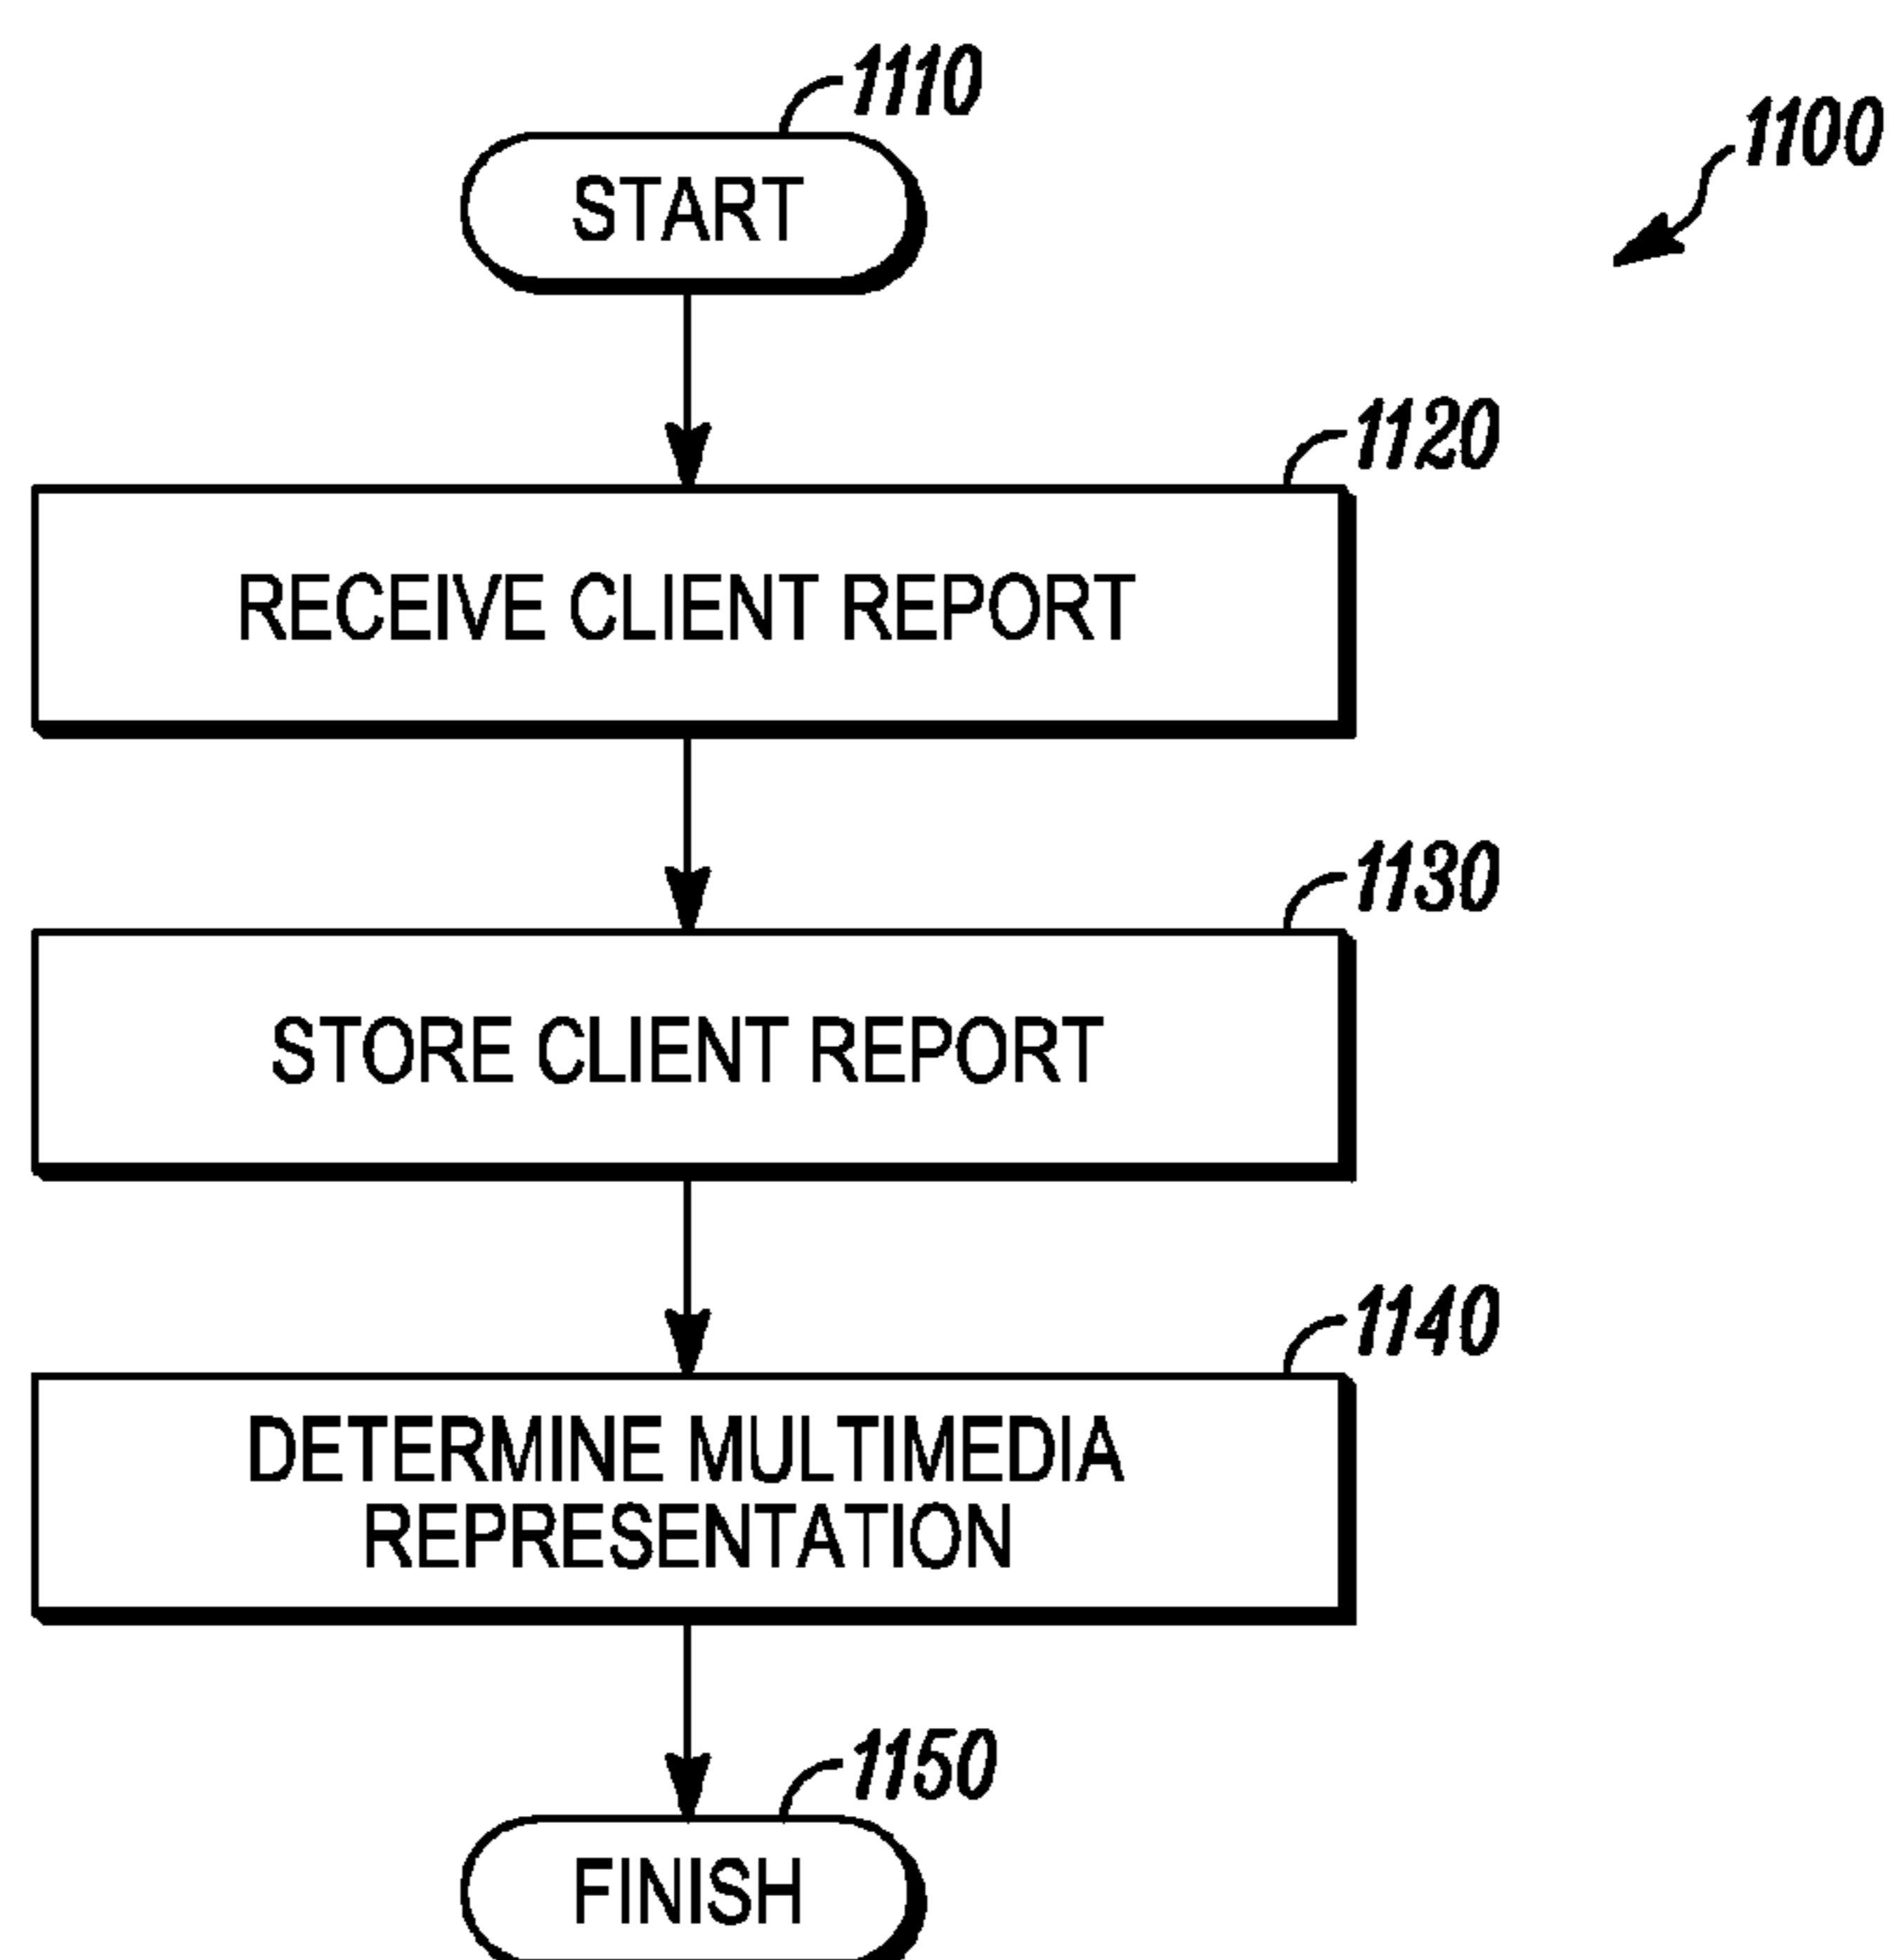 1110
1100
START
1120
RECEIVE CLIENT REPORT
1130
STORE CLIENT REPORT
1140
DETERMINE MULTIMEDIA
REPRESENTATION
1150
FINISH